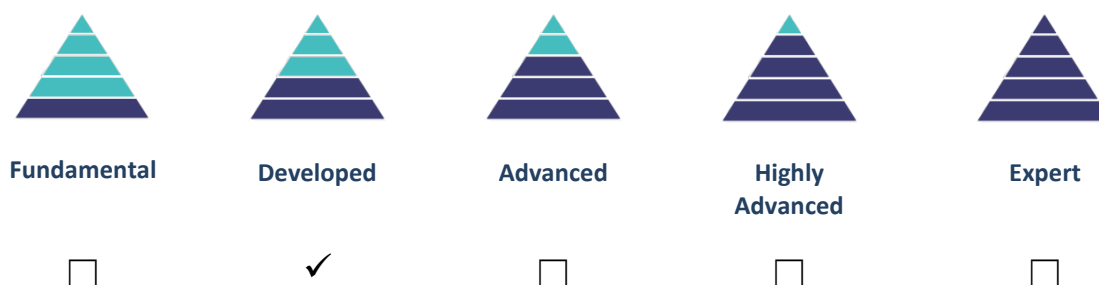 Fundamental
Developed
Advanced
Highly
Advanced
Expert
☐ ✓ ☐ ☐ ☐